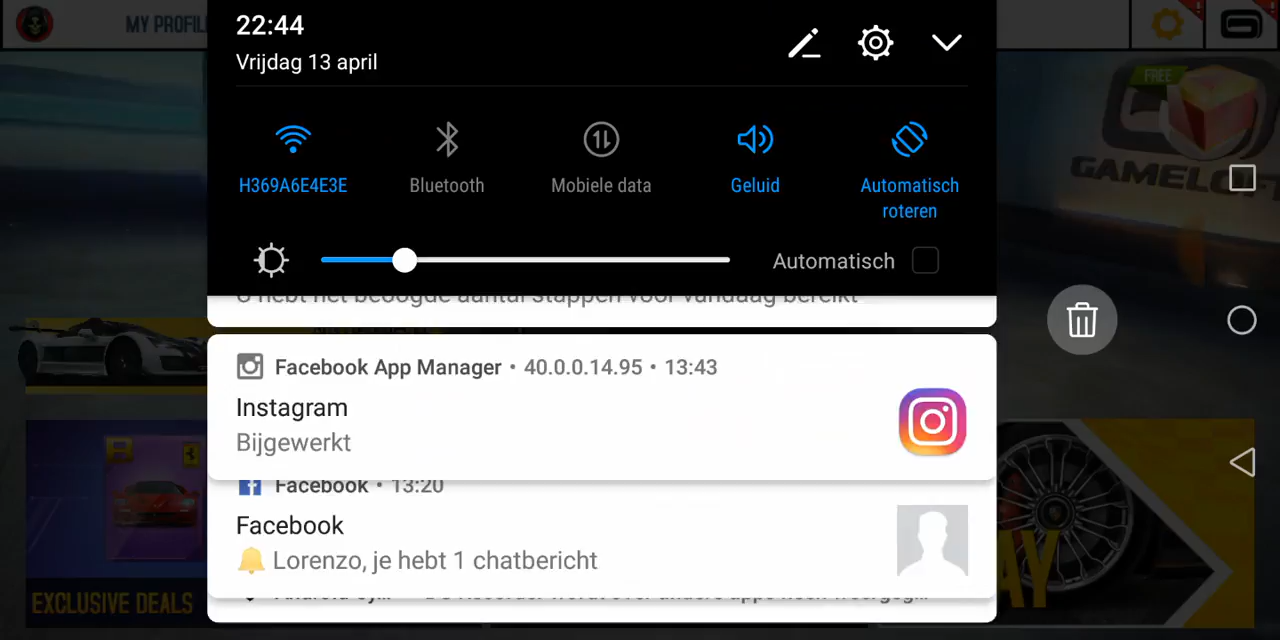 MY PROFIL
22:44
Vrijdag 13 april
FREE
GAMELOFT
H369A6E4E3E
Bluetooth
Mobiele data
Geluid
Automatisch
roteren
Automatisch
U hebt het beoogde aantal stappen voor vandaag bereikt
Facebook App Manager • 40.0.0.14.95 • 13:43
Instagram
Bijgewerkt
Facebook • 13:20
Facebook
Lorenzo, je hebt 1 chatbericht
EXCLUSIVE DEALS
AY